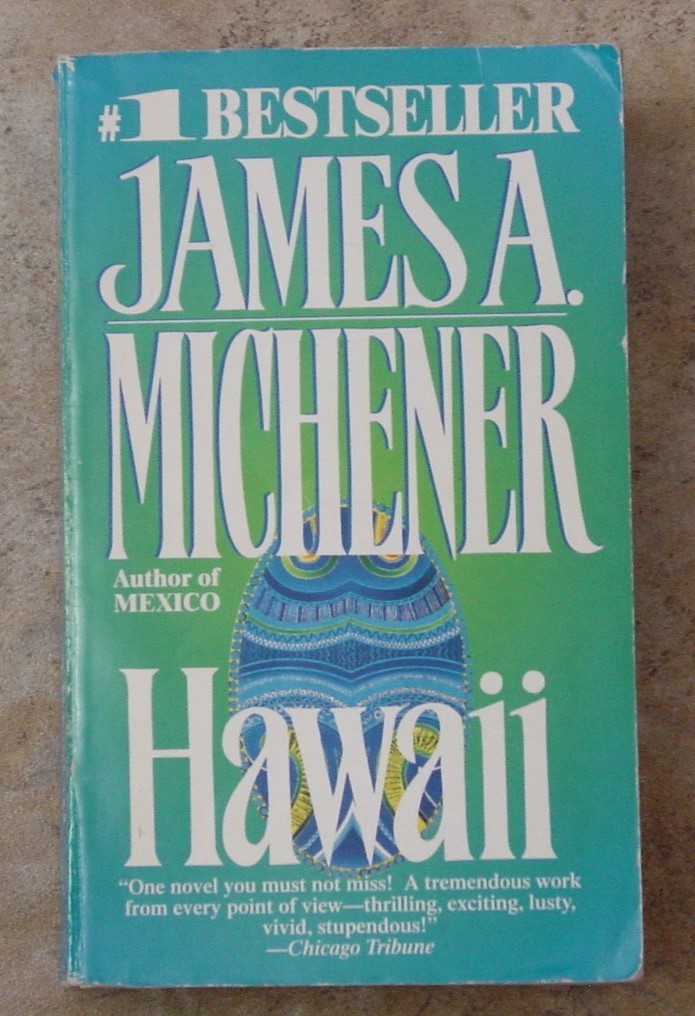 #1 BESTSELLER
JAMES A.
MICHENER
Author of
MEXICO
Hawaii
“One novel you must not miss! A tremendous work
from every point of view—thrilling, exciting, lusty,
vivid, stupendous!”
—Chicago Tribune